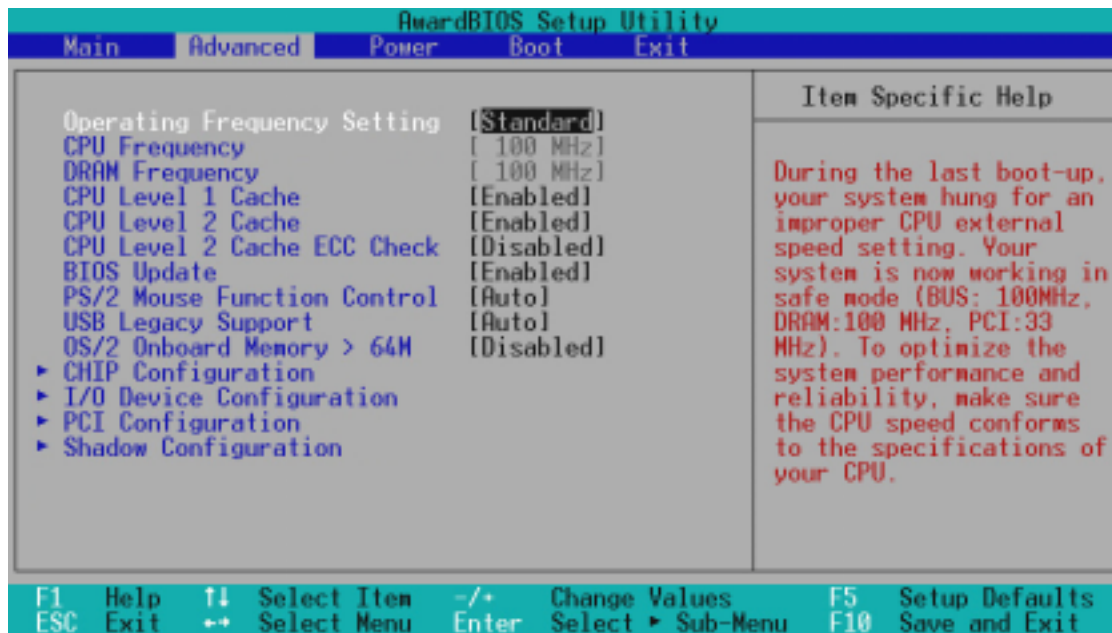 AwardBIOS Setup Utility
Main Advanced Power Boot Exit
Operating Frequency Setting [Standard]
CPU Frequency [ 100 MHz]
DRAM Frequency [ 100 MHz]
CPU Level 1 Cache [Enabled]
CPU Level 2 Cache [Enabled]
CPU Level 2 Cache ECC Check [Disabled]
BIOS Update [Enabled]
PS/2 Mouse Function Control [Auto]
USB Legacy Support [Auto]
OS/2 Onboard Memory > 64M [Disabled]
▸ CHIP Configuration
▸ I/O Device Configuration
▸ PCI Configuration
▸ Shadow Configuration
Item Specific Help
During the last boot-up,
your system hung for an
improper CPU external
speed setting. Your
system is now working in
safe mode (BUS: 100MHz,
DRAM:100 MHz, PCI:33
MHz). To optimize the
system performance and
reliability, make sure
the CPU speed conforms
to the specifications of
your CPU.
F1 Help ↑↓ Select Item -/+ Change Values F5 Setup Defaults
ESC Exit ←→ Select Menu Enter Select ▸ Sub-Menu F10 Save and Exit